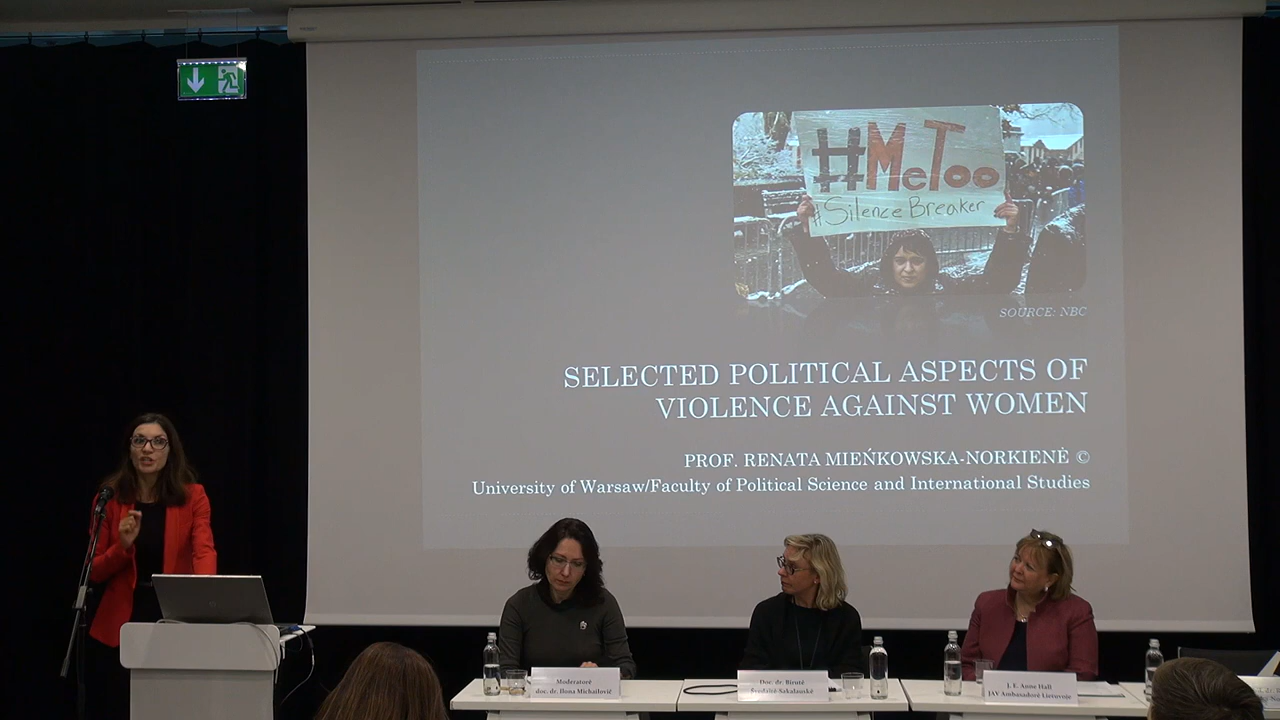 #MeToo
#Silence Breaker
SOURCE: NBC
SELECTED POLITICAL ASPECTS OF
VIOLENCE AGAINST WOMEN
PROF. RENATA MIEŃKOWSKA-NORKIENĖ ©
University of Warsaw/Faculty of Political Science and International Studies
Moderatorė
doc. dr. Ilona Michailovič
Doc. dr. Birutė
Švedaitė-Sakalauskė
J. E. Anne Hall
JAV Ambasadorė Lietuvoje